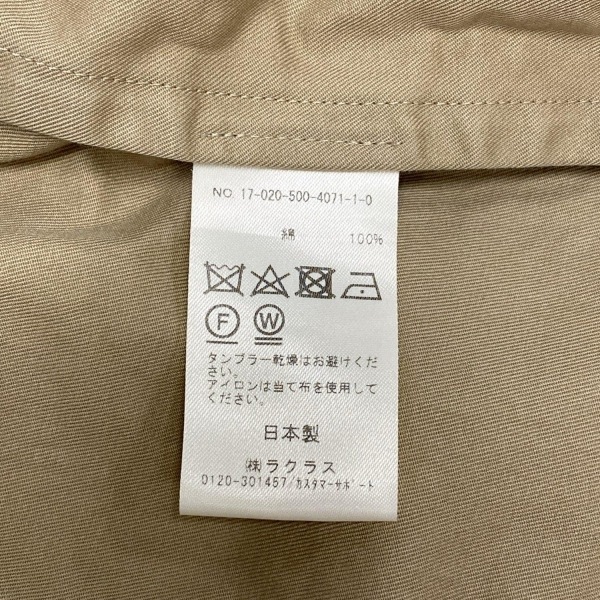 NO. 17-020-500-4071-1-0
綿 100%
F W
タンブラー乾燥はお避けくだ
さい。
アイロンは当て布を使用して
ください。
日本製
㈱ラクラス
0120-301457/カスタマーサポート